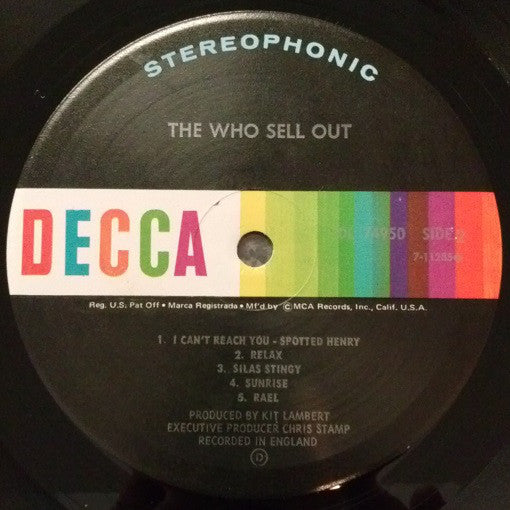 STEREOPHONIC
THE WHO SELL OUT
DECCA
74950 SIDE 2
Reg. U.S. Pat Off • Marca Registrada • Mf'd by ©MCA Records, Inc., Calif. U.S.A.
1. I CAN'T REACH YOU - SPOTTED HENRY
2. RELAX
3. SILAS STINGY
4. SUNRISE
5. RAEL
PRODUCED BY KIT LAMBERT
EXECUTIVE PRODUCER CHRIS STAMP
RECORDED IN ENGLAND
D